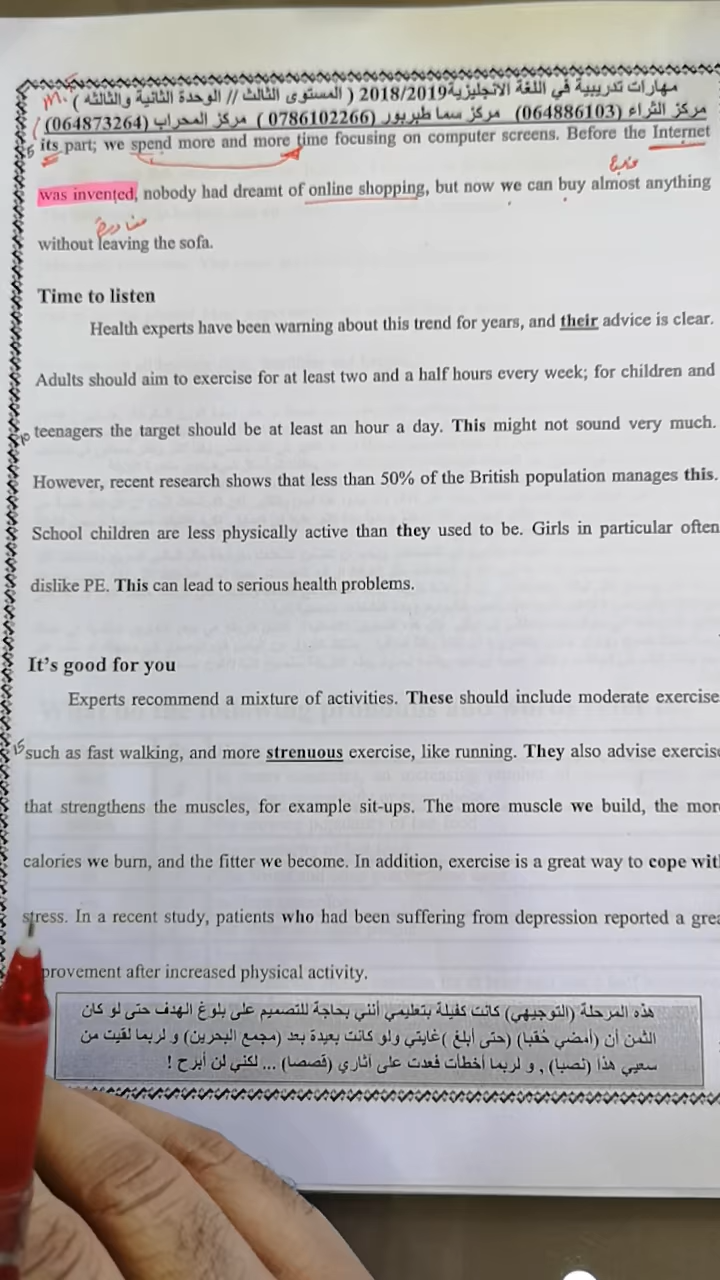 مهارات تدريبية في اللغة الانجليزية 2018/2019 ( المستوى الثالث // الوحدة الثانية والثالثة )
مركز الثراء (064886103) مركز سما طبربور (0786102266 ) مركز المحراب (064873264)
its part; we spend more and more time focusing on computer screens. Before the Internet
was invented, nobody had dreamt of online shopping, but now we can buy almost anything
without leaving the sofa.
Time to listen
Health experts have been warning about this trend for years, and their advice is clear.
Adults should aim to exercise for at least two and a half hours every week; for children and
10 teenagers the target should be at least an hour a day. This might not sound very much.
However, recent research shows that less than 50% of the British population manages this.
School children are less physically active than they used to be. Girls in particular often
dislike PE. This can lead to serious health problems.
It's good for you
Experts recommend a mixture of activities. These should include moderate exercise
15 such as fast walking, and more strenuous exercise, like running. They also advise exercise
that strengthens the muscles, for example sit-ups. The more muscle we build, the mor
calories we burn, and the fitter we become. In addition, exercise is a great way to cope wit
stress. In a recent study, patients who had been suffering from depression reported a grea
provement after increased physical activity.
هذه المرحلة (التوجيهي) كانت كفيلة بتعليمي أنني بحاجة للتصميم على بلوغ الهدف حتى لو كان
الثمن أن (أمضي حُقبا) (حتى أبلغ )غايتي ولو كانت بعيدة بعد (مجمع البحرين) و لربما لقيت من
سعيي هذا (نصبا) , و لربما أخطأت فعدت على أثاري (قصصا) ... لكنني لن أبرح !